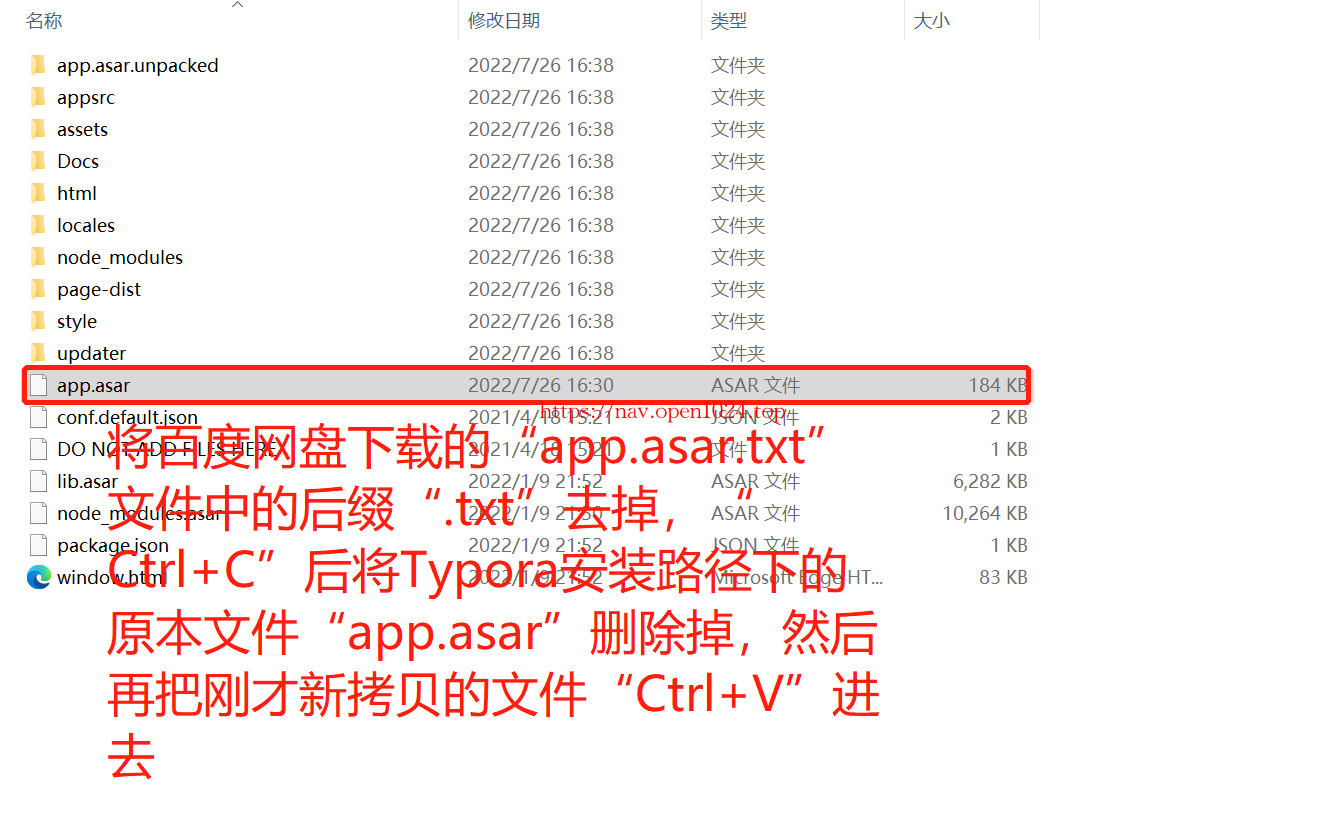 名称 修改日期 类型 大小
app.asar.unpacked 2022/7/26 16:38 文件夹
appsrc 2022/7/26 16:38 文件夹
assets 2022/7/26 16:38 文件夹
Docs 2022/7/26 16:38 文件夹
html 2022/7/26 16:38 文件夹
locales 2022/7/26 16:38 文件夹
node_modules 2022/7/26 16:38 文件夹
page-dist 2022/7/26 16:38 文件夹
style 2022/7/26 16:38 文件夹
updater 2022/7/26 16:38 文件夹
app.asar 2022/7/26 16:30 ASAR 文件 184 KB
https://nav.open1024.top
conf.default.json 2021/4/18 15:21 JSON 文件 2 KB
DO NOT ADD FILES HERE 2021/4/18 15:21 文件 1 KB
lib.asar 2022/1/9 21:52 ASAR 文件 6,282 KB
node_modules.asar 2022/1/9 21:50 ASAR 文件 10,264 KB
package.json 2022/1/9 21:52 JSON 文件 1 KB
window.html 2022/1/9 21:52 Microsoft Edge HT... 83 KB
将百度网盘下载的“app.asar.txt”
文件中的后缀“.txt”去掉，“
Ctrl+C”后将Typora安装路径下的
原本文件“app.asar”删除掉，然后
再把刚才新拷贝的文件“Ctrl+V”进
去